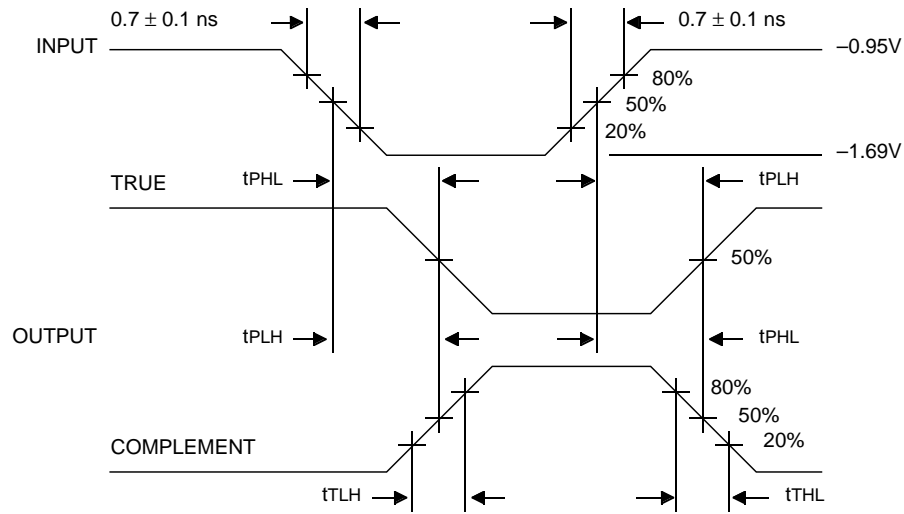 0.7 ± 0.1 ns 0.7 ± 0.1 ns
INPUT –0.95V
80%
50%
20%
–1.69V
tPHL tPLH
TRUE
50%
OUTPUT
tPLH tPHL
80%
50%
COMPLEMENT 20%
tTLH tTHL